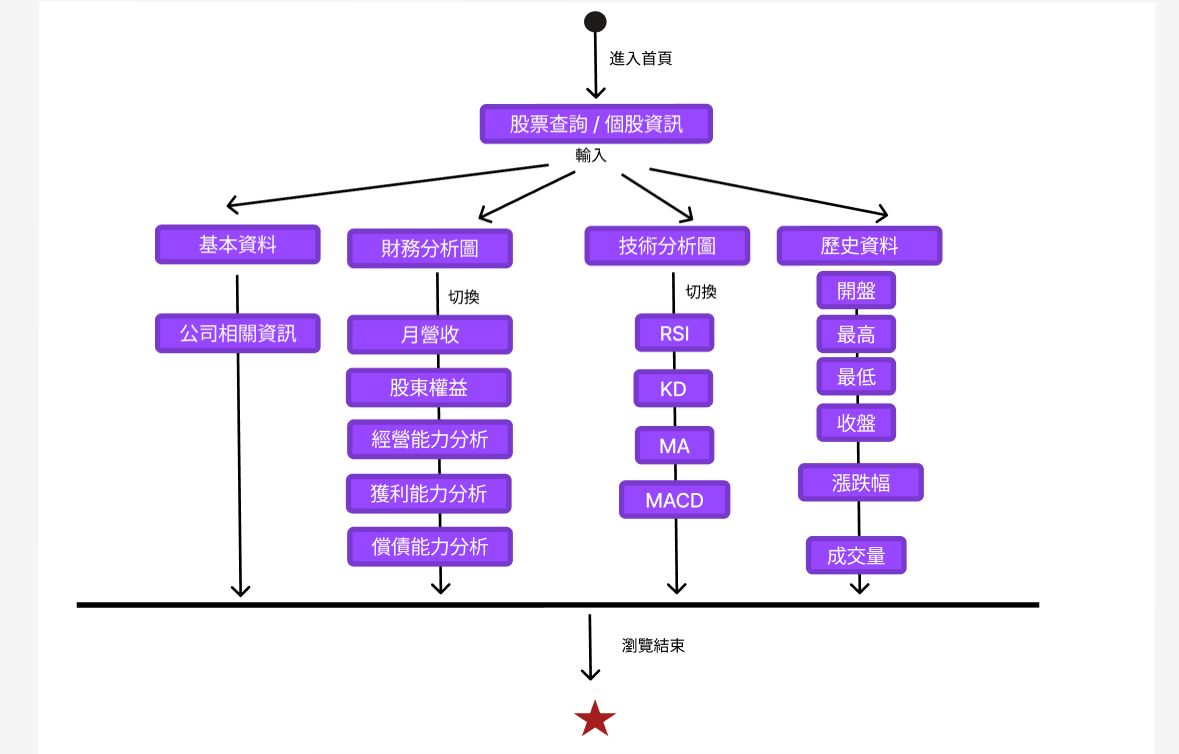 進入首頁
股票查詢 / 個股資訊
輸入
基本資料
公司相關資訊
財務分析圖
切換
月營收
股東權益
經營能力分析
獲利能力分析
償債能力分析
技術分析圖
切換
RSI
KD
MA
MACD
歷史資料
開盤
最高
最低
收盤
漲跌幅
成交量
瀏覽結束